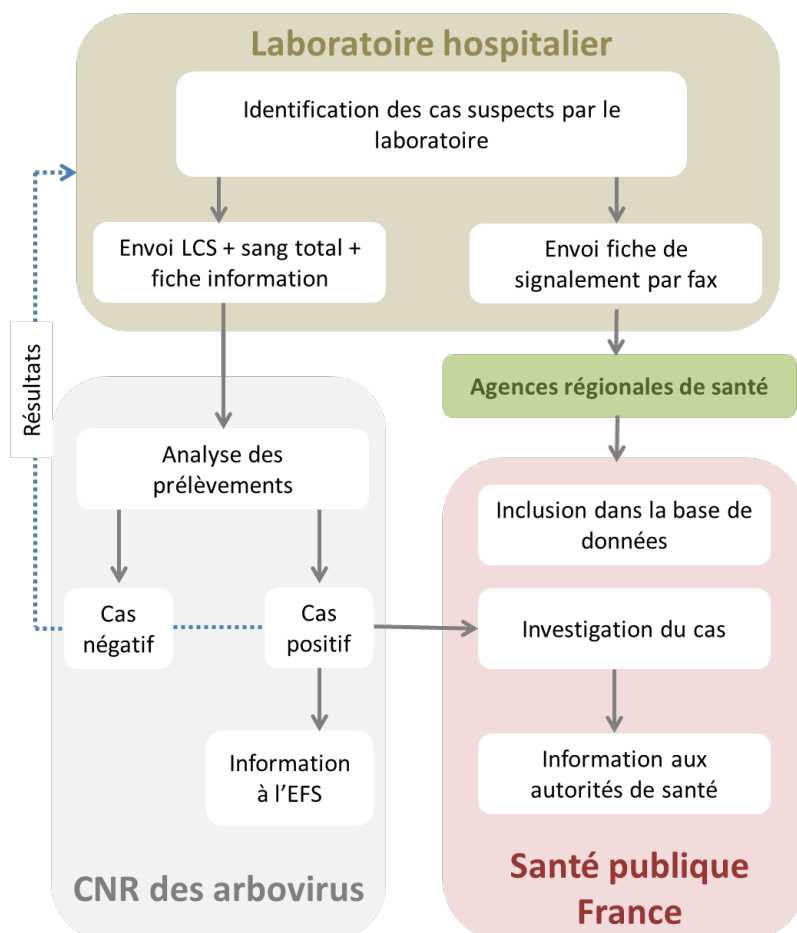 Laboratoire hospitalier
Identification des cas suspects par le
laboratoire
Envoi LCS + sang total +
fiche information
Envoi fiche de
signalement par fax
Résultats
Agences régionales de santé
Analyse des
prélèvements
Inclusion dans la base de
données
Cas
négatif
Cas
positif
Investigation du cas
Information
à l'EFS
Information aux
autorités de santé
CNR des arbovirus
Santé publique
France